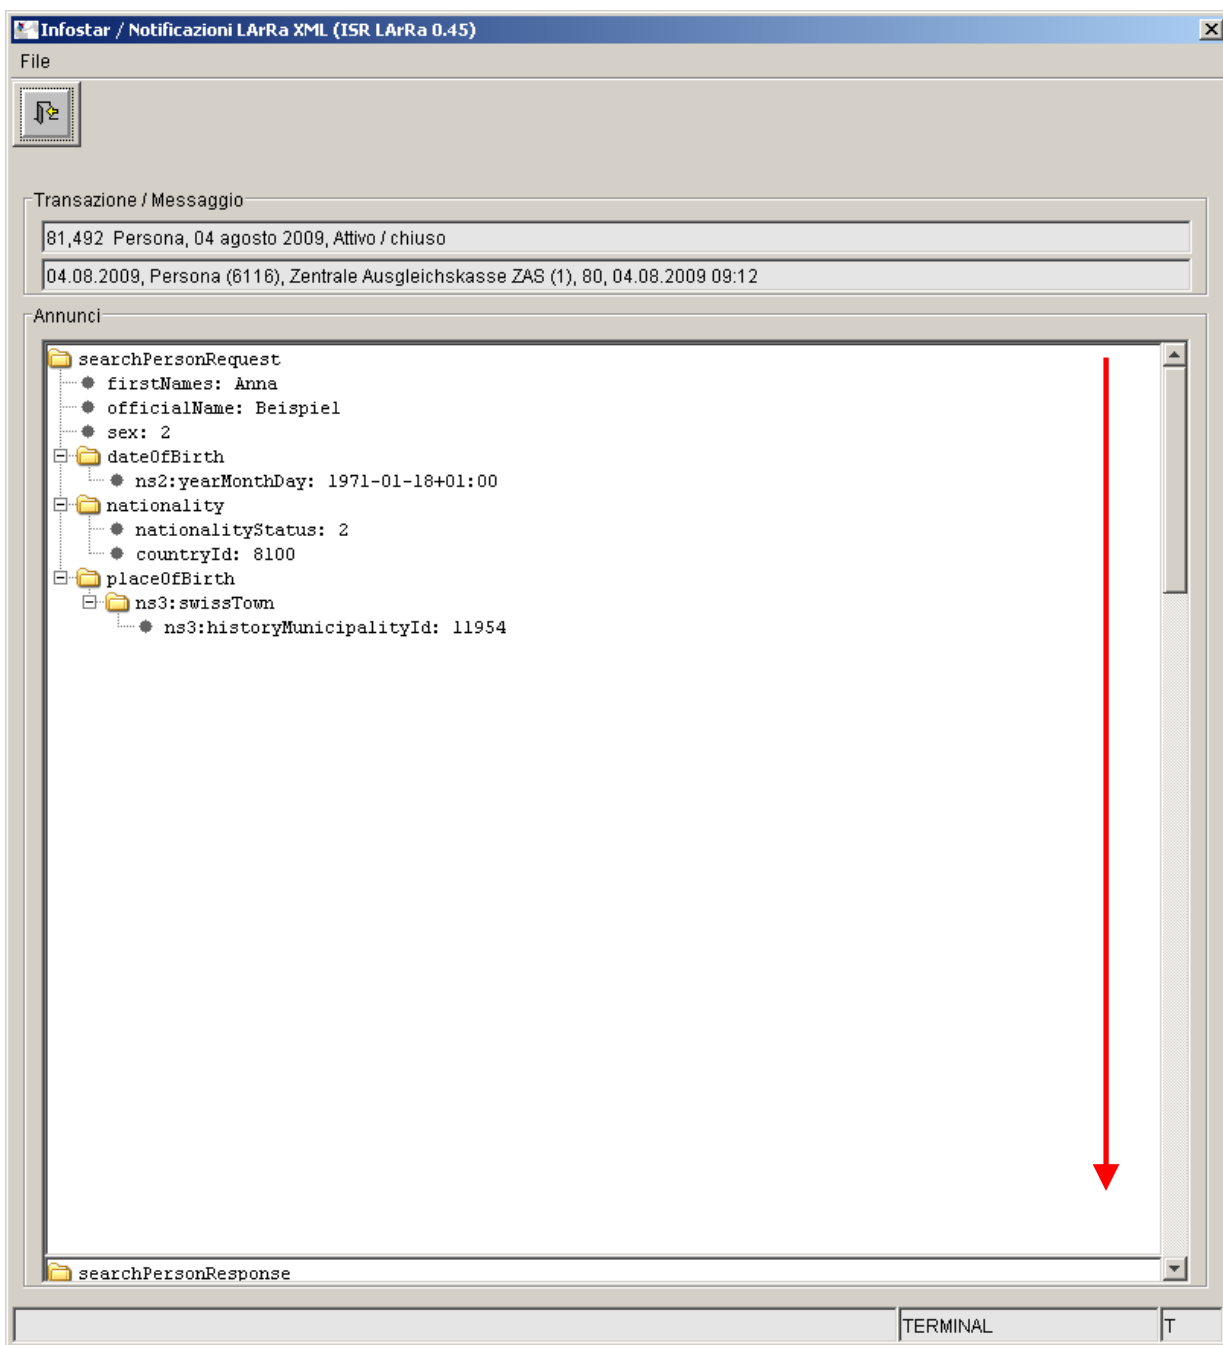 Infostar / Notificazioni LArRa XML (ISR LArRa 0.45)
File
Transazione / Messaggio
81,492 Persona, 04 agosto 2009, Attivo / chiuso
04.08.2009, Persona (6116), Zentrale Ausgleichskasse ZAS (1), 80, 04.08.2009 09:12
Annunci
searchPersonRequest
firstNames: Anna
officialName: Beispiel
sex: 2
dateOfBirth
ns2:yearMonthDay: 1971-01-18+01:00
nationality
nationalityStatus: 2
countryId: 8100
placeOfBirth
ns3:swissTown
ns3:historyMunicipalityId: 11954
searchPersonResponse
TERMINAL
T